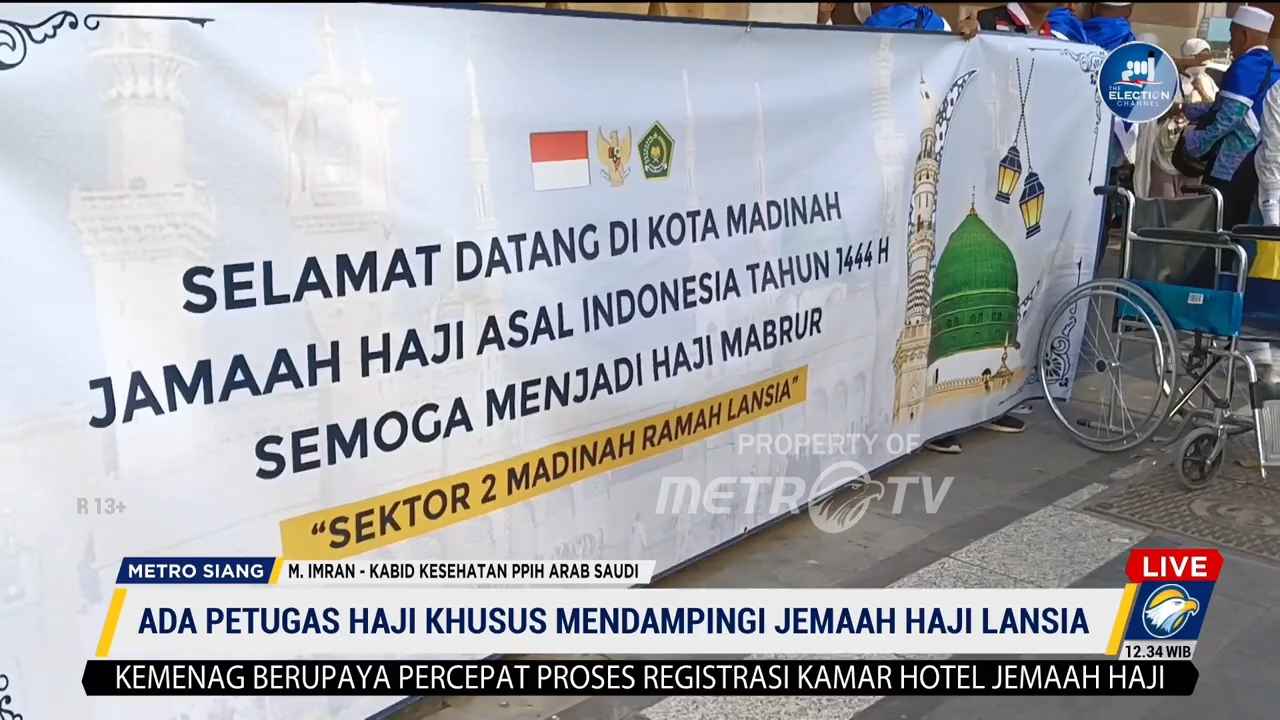 THE
ELECTION
CHANNEL
SELAMAT DATANG DI KOTA MADINAH
JAMAAH HAJI ASAL INDONESIA TAHUN 1444 H
SEMOGA MENJADI HAJI MABRUR
“SEKTOR 2 MADINAH RAMAH LANSIA”
PROPERTY OF
METRO TV
R 13+
METRO SIANG
M. IMRAN - KABID KESEHATAN PPIH ARAB SAUDI
LIVE
ADA PETUGAS HAJI KHUSUS MENDAMPINGI JEMAAH HAJI LANSIA
12.34 WIB
KEMENAG BERUPAYA PERCEPAT PROSES REGISTRASI KAMAR HOTEL JEMAAH HAJI